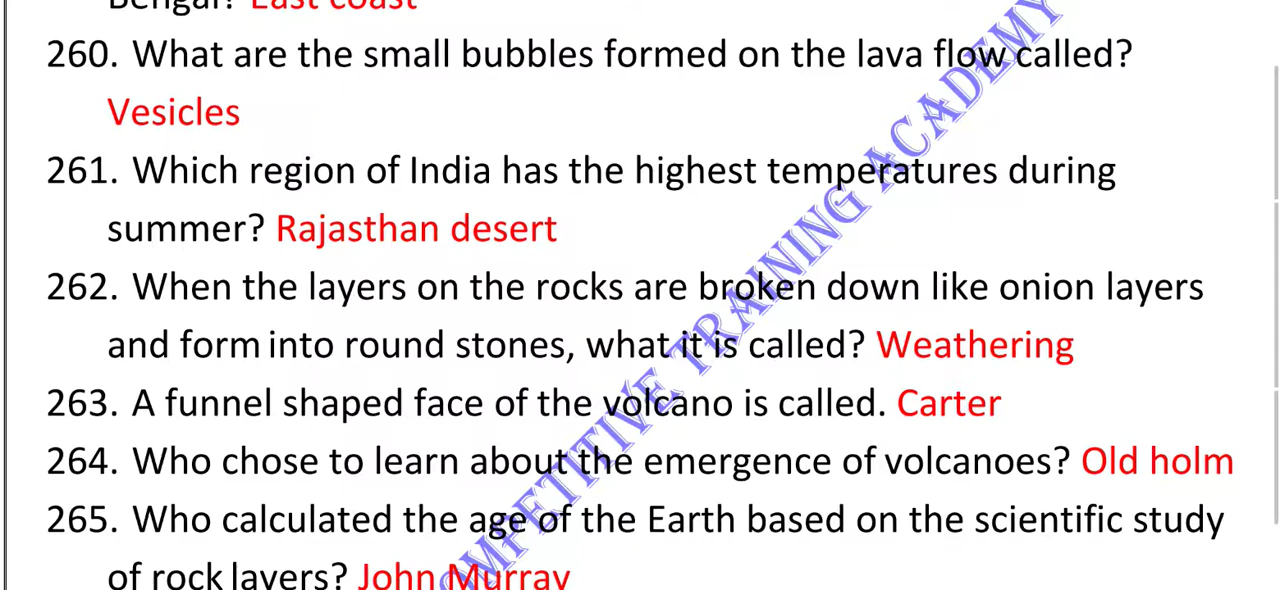 Bengal? East coast
260. What are the small bubbles formed on the lava flow called?
Vesicles
261. Which region of India has the highest temperatures during
summer? Rajasthan desert
262. When the layers on the rocks are broken down like onion layers
and form into round stones, what it is called? Weathering
263. A funnel shaped face of the volcano is called. Carter
264. Who chose to learn about the emergence of volcanoes? Old holm
265. Who calculated the age of the Earth based on the scientific study
of rock layers? John Murray
OMPETITIVE TRAINING ACADEMY